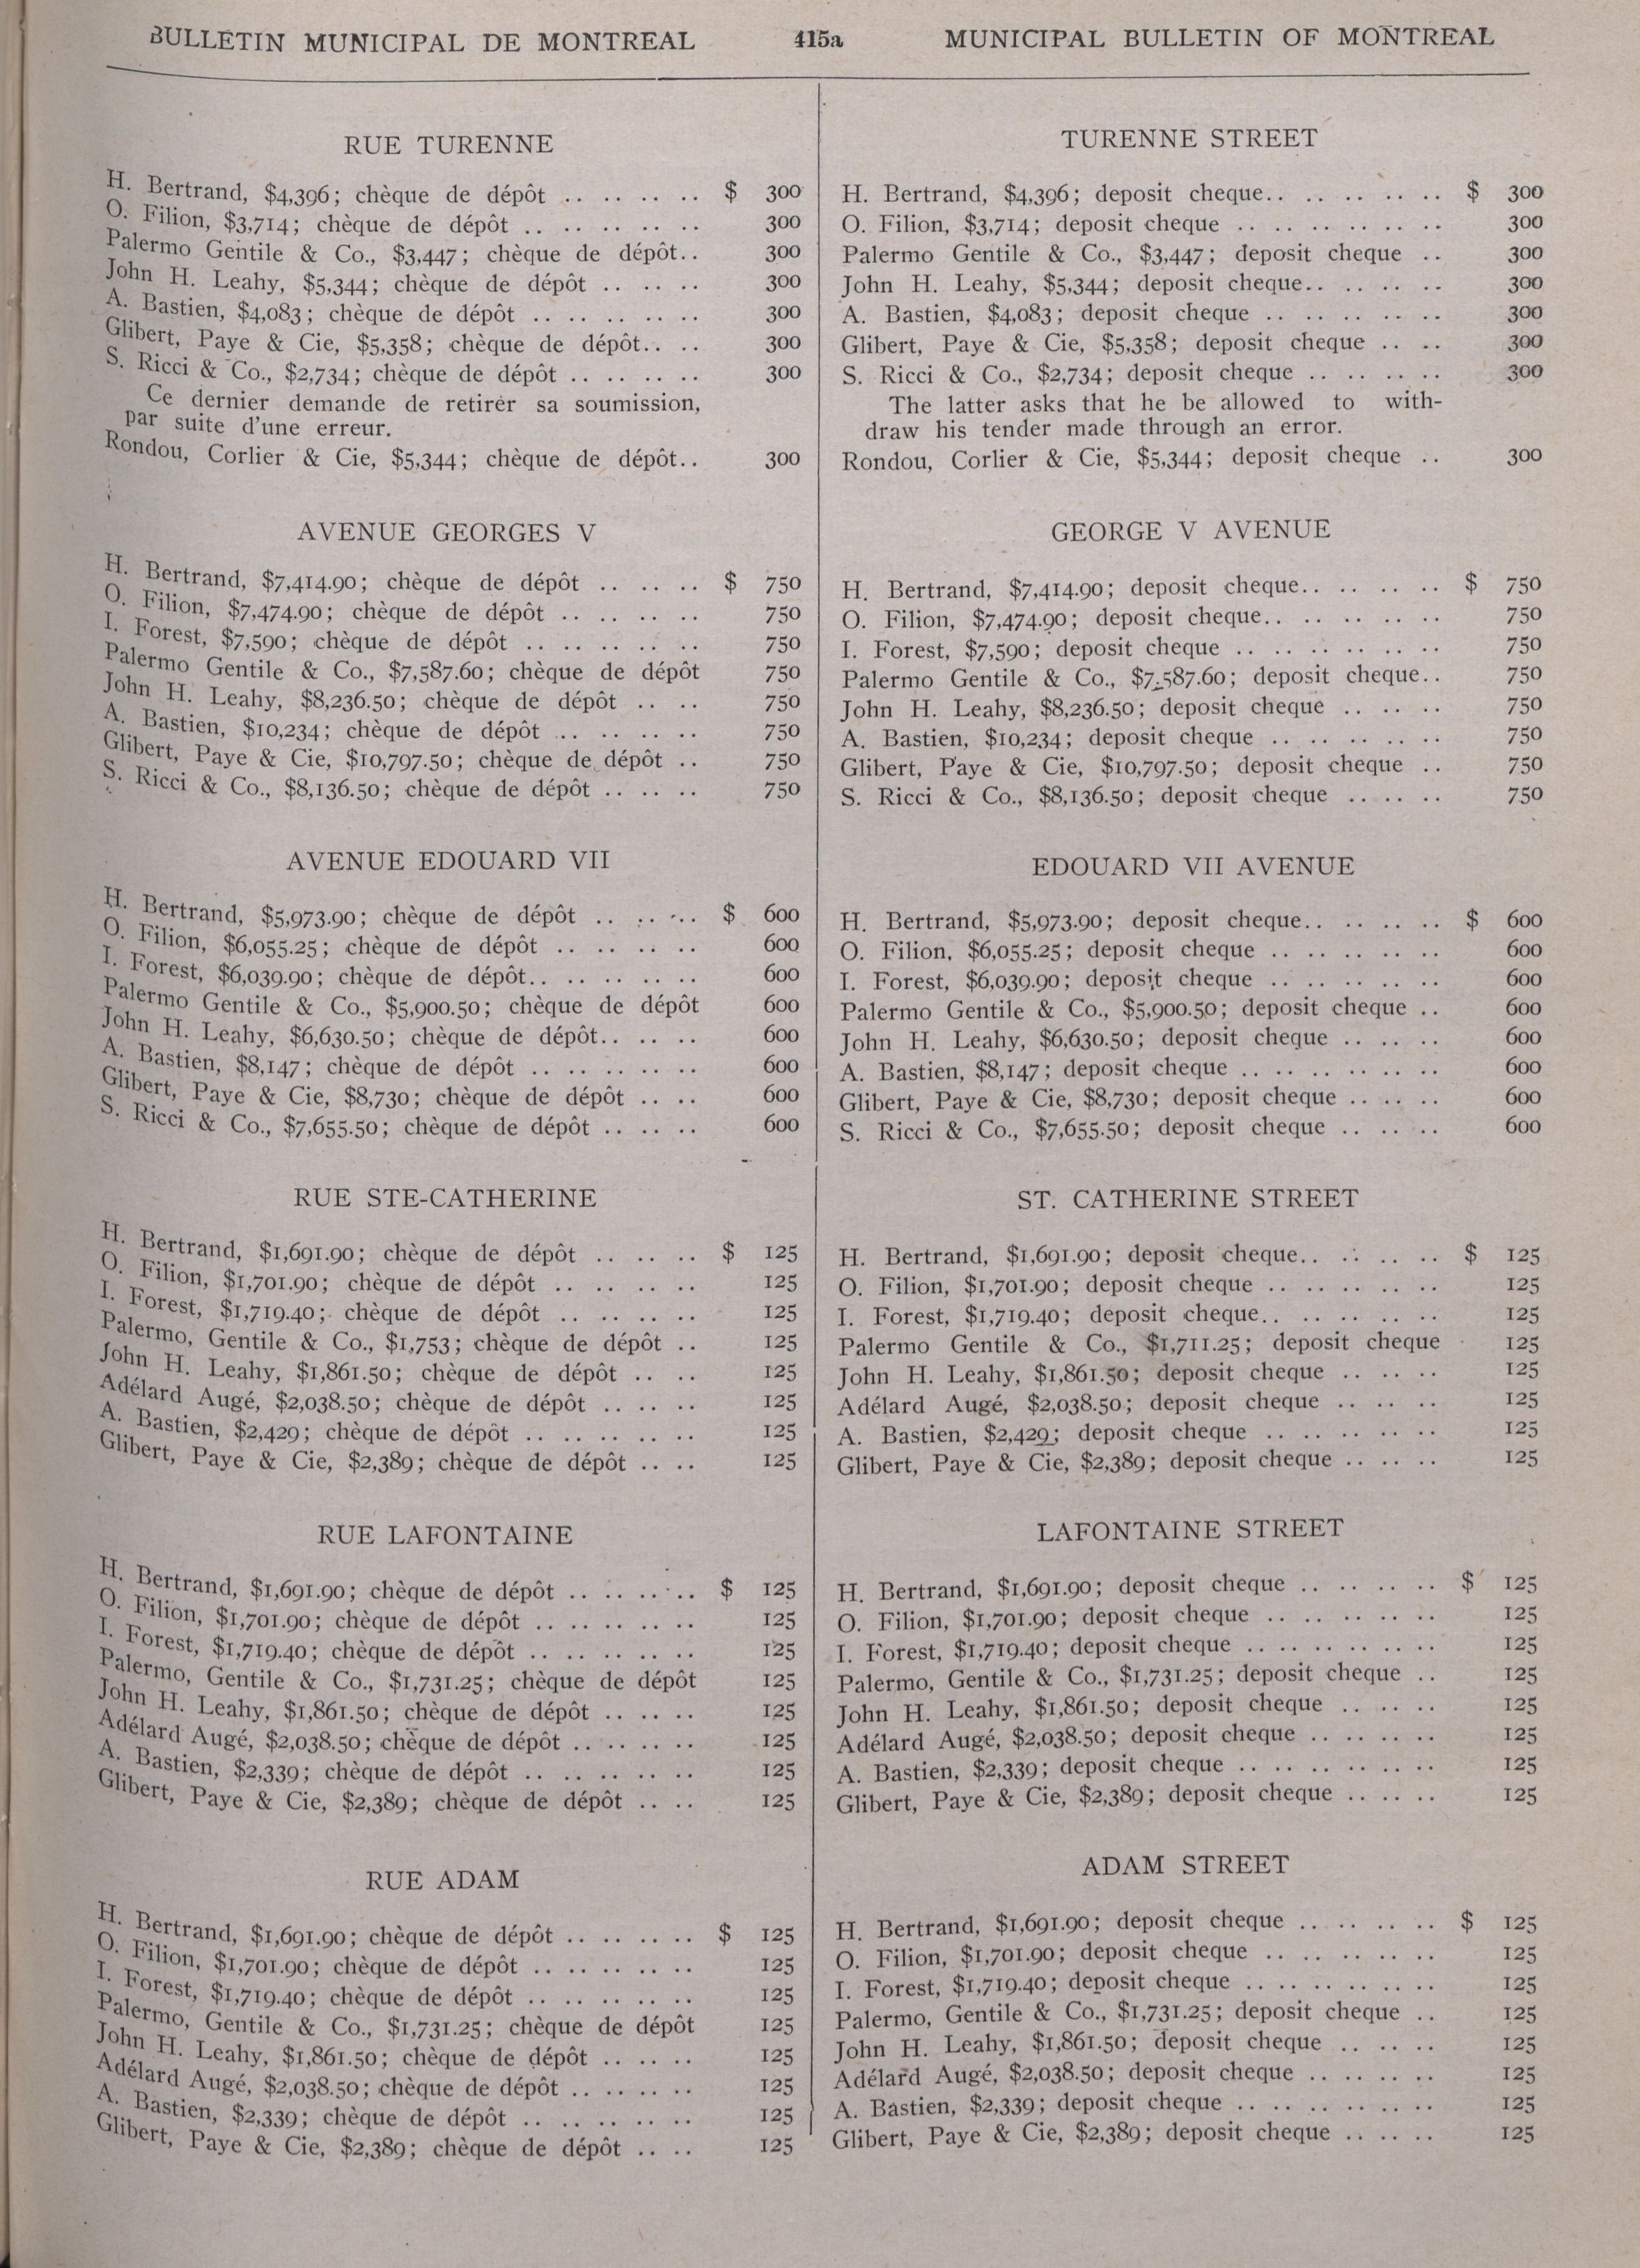 BULLETIN MUNICIPAL DE MONTREAL 415a MUNICIPAL BULLETIN OF MONTREAL
RUE TURENNE
H. Bertrand, $4,396; chèque de dépôt .. .. .. .. $ 300
O. Filion, $3,714; chèque de dépôt .. .. .. .. .. 300
Palermo Gentile & Co., $3,447; chèque de dépôt.. 300
John H. Leahy, $5,344; chèque de dépôt .. .. .. 300
A. Bastien, $4,083; chèque de dépôt .. .. .. .. .. 300
Glibert, Paye & Cie, $5,358; chèque de dépôt.. .. 300
S. Ricci & Co., $2,734; chèque de dépôt .. .. .. .. 300
Ce dernier demande de retirer sa soumission,
par suite d'une erreur.
Rondou, Corlier & Cie, $5,344; chèque de dépôt.. 300
AVENUE GEORGES V
H. Bertrand, $7,414.90; chèque de dépôt .. .. .. $ 750
O. Filion, $7,474.90; chèque de dépôt .. .. .. .. 750
I. Forest, $7,590; chèque de dépôt .. .. .. .. .. 750
Palermo Gentile & Co., $7,587.60; chèque de dépôt 750
John H. Leahy, $8,236.50; chèque de dépôt .. .. 750
A. Bastien, $10,234; chèque de dépôt .. .. .. .. 750
Glibert, Paye & Cie, $10,797.50; chèque de dépôt .. 750
S. Ricci & Co., $8,136.50; chèque de dépôt .. .. .. 750
AVENUE EDOUARD VII
H. Bertrand, $5,973.90; chèque de dépôt .. .. .. $ 600
O. Filion, $6,055.25; chèque de dépôt .. .. .. .. 600
I. Forest, $6,039.90; chèque de dépôt.. .. .. .. .. 600
Palermo Gentile & Co., $5,900.50; chèque de dépôt 600
John H. Leahy, $6,630.50; chèque de dépôt.. .. .. 600
A. Bastien, $8,147; chèque de dépôt .. .. .. .. .. 600
Glibert, Paye & Cie, $8,730; chèque de dépôt .. .. 600
S. Ricci & Co., $7,655.50; chèque de dépôt .. .. .. 600
RUE STE-CATHERINE
H. Bertrand, $1,691.90; chèque de dépôt .. .. .. $ 125
O. Filion, $1,701.90; chèque de dépôt .. .. .. .. 125
I. Forest, $1,719.40; chèque de dépôt .. .. .. .. 125
Palermo, Gentile & Co., $1,753; chèque de dépôt .. 125
John H. Leahy, $1,861.50; chèque de dépôt .. .. 125
Adélard Augé, $2,038.50; chèque de dépôt .. .. .. 125
A. Bastien, $2,429; chèque de dépôt .. .. .. .. .. 125
Glibert, Paye & Cie, $2,389; chèque de dépôt .. .. 125
RUE LAFONTAINE
H. Bertrand, $1,691.90; chèque de dépôt .. .. .. .. $ 125
O. Filion, $1,701.90; chèque de dépôt .. .. .. .. .. 125
I. Forest, $1,719.40; chèque de dépôt .. .. .. .. .. 125
Palermo, Gentile & Co., $1,731.25; chèque de dépôt 125
John H. Leahy, $1,861.50; chèque de dépôt .. .. .. 125
Adélard Augé, $2,038.50; chèque de dépôt .. .. .. .. 125
A. Bastien, $2,339; chèque de dépôt .. .. .. .. .. 125
Glibert, Paye & Cie, $2,389; chèque de dépôt .. .. 125
RUE ADAM
H. Bertrand, $1,691.90; chèque de dépôt .. .. .. .. $ 125
O. Filion, $1,701.90; chèque de dépôt .. .. .. .. .. 125
I. Forest, $1,719.40; chèque de dépôt .. .. .. .. .. 125
Palermo, Gentile & Co., $1,731.25; chèque de dépôt 125
John H. Leahy, $1,861.50; chèque de dépôt .. .. .. 125
Adélard Augé, $2,038.50; chèque de dépôt .. .. .. .. 125
A. Bastien, $2,339; chèque de dépôt .. .. .. .. .. 125
Glibert, Paye & Cie, $2,389; chèque de dépôt .. .. 125
TURENNE STREET
H. Bertrand, $4,396; deposit cheque.. .. .. .. .. $ 300
O. Filion, $3,714; deposit cheque .. .. .. .. .. .. 300
Palermo Gentile & Co., $3,447; deposit cheque .. 300
John H. Leahy, $5,344; deposit cheque.. .. .. .. 300
A. Bastien, $4,083; deposit cheque .. .. .. .. .. 300
Glibert, Paye & Cie, $5,358; deposit cheque .. .. 300
S. Ricci & Co., $2,734; deposit cheque .. .. .. .. 300
The latter asks that he be allowed to with-
draw his tender made through an error.
Rondou, Corlier & Cie, $5,344; deposit cheque .. 300
GEORGE V AVENUE
H. Bertrand, $7,414.90; deposit cheque.. .. .. .. $ 750
O. Filion, $7,474.90; deposit cheque.. .. .. .. .. 750
I. Forest, $7,590; deposit cheque .. .. .. .. .. .. 750
Palermo Gentile & Co., $7,587.60; deposit cheque.. 750
John H. Leahy, $8,236.50; deposit cheque .. .. .. 750
A. Bastien, $10,234; deposit cheque .. .. .. .. .. 750
Glibert, Paye & Cie, $10,797.50; deposit cheque .. 750
S. Ricci & Co., $8,136.50; deposit cheque .. .. .. 750
EDOUARD VII AVENUE
H. Bertrand, $5,973.90; deposit cheque.. .. .. .. $ 600
O. Filion, $6,055.25; deposit cheque .. .. .. .. .. 600
I. Forest, $6,039.90; deposit cheque .. .. .. .. .. 600
Palermo Gentile & Co., $5,900.50; deposit cheque .. 600
John H. Leahy, $6,630.50; deposit cheque .. .. .. 600
A. Bastien, $8,147; deposit cheque .. .. .. .. .. .. 600
Glibert, Paye & Cie, $8,730; deposit cheque .. .. .. 600
S. Ricci & Co., $7,655.50; deposit cheque .. .. .. 600
ST. CATHERINE STREET
H. Bertrand, $1,691.90; deposit cheque.. .. .. .. $ 125
O. Filion, $1,701.90; deposit cheque .. .. .. .. .. 125
I. Forest, $1,719.40; deposit cheque.. .. .. .. .. 125
Palermo Gentile & Co., $1,711.25; deposit cheque 125
John H. Leahy, $1,861.50; deposit cheque .. .. .. 125
Adélard Augé, $2,038.50; deposit cheque .. .. .. 125
A. Bastien, $2,429; deposit cheque .. .. .. .. .. 125
Glibert, Paye & Cie, $2,389; deposit cheque .. .. .. 125
LAFONTAINE STREET
H. Bertrand, $1,691.90; deposit cheque .. .. .. .. $ 125
O. Filion, $1,701.90; deposit cheque .. .. .. .. .. 125
I. Forest, $1,719.40; deposit cheque .. .. .. .. .. .. 125
Palermo, Gentile & Co., $1,731.25; deposit cheque .. 125
John H. Leahy, $1,861.50; deposit cheque .. .. .. 125
Adélard Augé, $2,038.50; deposit cheque .. .. .. .. 125
A. Bastien, $2,339; deposit cheque .. .. .. .. .. .. 125
Glibert, Paye & Cie, $2,389; deposit cheque .. .. .. 125
ADAM STREET
H. Bertrand, $1,691.90; deposit cheque .. .. .. .. $ 125
O. Filion, $1,701.90; deposit cheque .. .. .. .. .. 125
I. Forest, $1,719.40; deposit cheque .. .. .. .. .. .. 125
Palermo, Gentile & Co., $1,731.25; deposit cheque .. 125
John H. Leahy, $1,861.50; deposit cheque .. .. .. 125
Adélard Augé, $2,038.50; deposit cheque .. .. .. .. 125
A. Bastien, $2,339; deposit cheque .. .. .. .. .. .. 125
Glibert, Paye & Cie, $2,389; deposit cheque .. .. .. 125